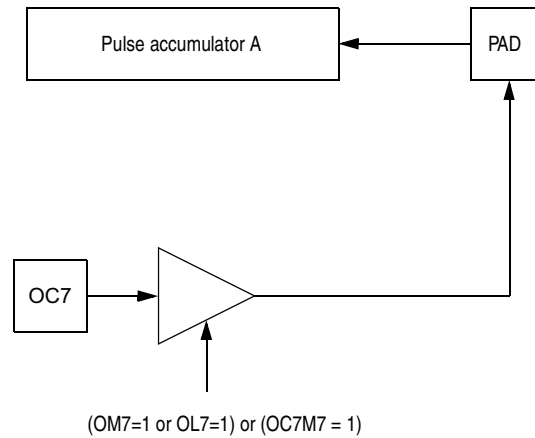 Pulse accumulator A
PAD
OC7
(OM7=1 or OL7=1) or (OC7M7 = 1)